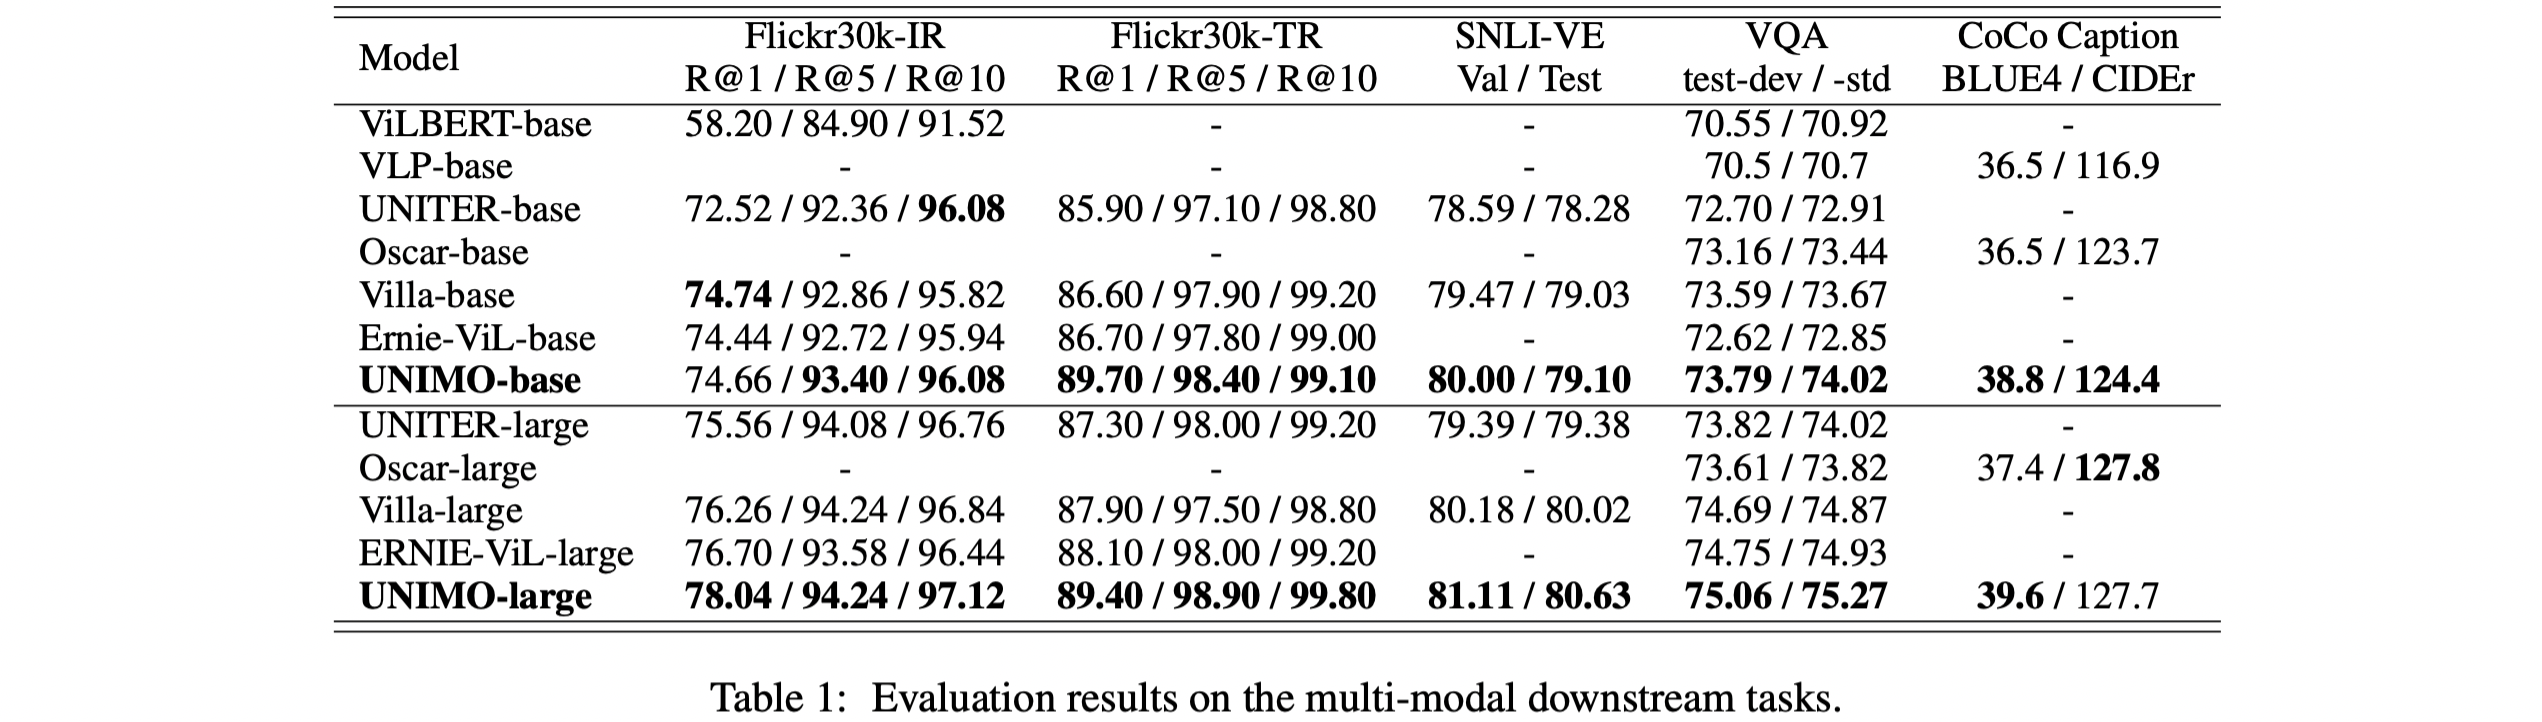 Model Flickr30k-IR Flickr30k-TR SNLI-VE VQA CoCo Caption
R@1 / R@5 / R@10 R@1 / R@5 / R@10 Val / Test test-dev / -std BLUE4 / CIDEr
ViLBERT-base 58.20 / 84.90 / 91.52 - - 70.55 / 70.92 -
VLP-base - - - 70.5 / 70.7 36.5 / 116.9
UNITER-base 72.52 / 92.36 / 96.08 85.90 / 97.10 / 98.80 78.59 / 78.28 72.70 / 72.91 -
Oscar-base - - - 73.16 / 73.44 36.5 / 123.7
Villa-base 74.74 / 92.86 / 95.82 86.60 / 97.90 / 99.20 79.47 / 79.03 73.59 / 73.67 -
Ernie-ViL-base 74.44 / 92.72 / 95.94 86.70 / 97.80 / 99.00 - 72.62 / 72.85 -
UNIMO-base 74.66 / 93.40 / 96.08 89.70 / 98.40 / 99.10 80.00 / 79.10 73.79 / 74.02 38.8 / 124.4
UNITER-large 75.56 / 94.08 / 96.76 87.30 / 98.00 / 99.20 79.39 / 79.38 73.82 / 74.02 -
Oscar-large - - - 73.61 / 73.82 37.4 / 127.8
Villa-large 76.26 / 94.24 / 96.84 87.90 / 97.50 / 98.80 80.18 / 80.02 74.69 / 74.87 -
ERNIE-ViL-large 76.70 / 93.58 / 96.44 88.10 / 98.00 / 99.20 - 74.75 / 74.93 -
UNIMO-large 78.04 / 94.24 / 97.12 89.40 / 98.90 / 99.80 81.11 / 80.63 75.06 / 75.27 39.6 / 127.7
Table 1: Evaluation results on the multi-modal downstream tasks.